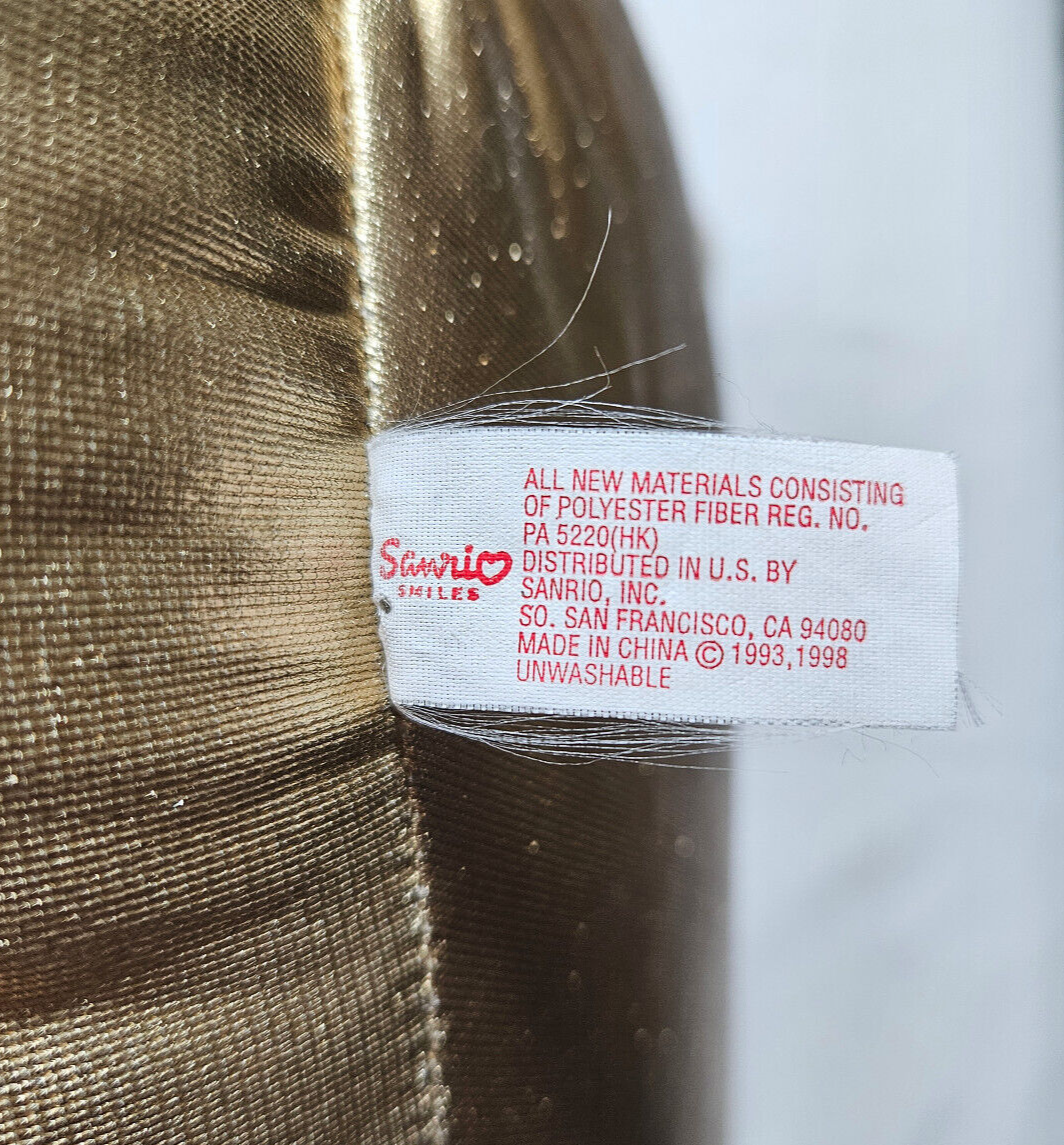 Sanrio
SMILES
ALL NEW MATERIALS CONSISTING
OF POLYESTER FIBER REG. NO.
PA 5220(HK)
DISTRIBUTED IN U.S. BY
SANRIO, INC.
SO. SAN FRANCISCO, CA 94080
MADE IN CHINA © 1993,1998
UNWASHABLE